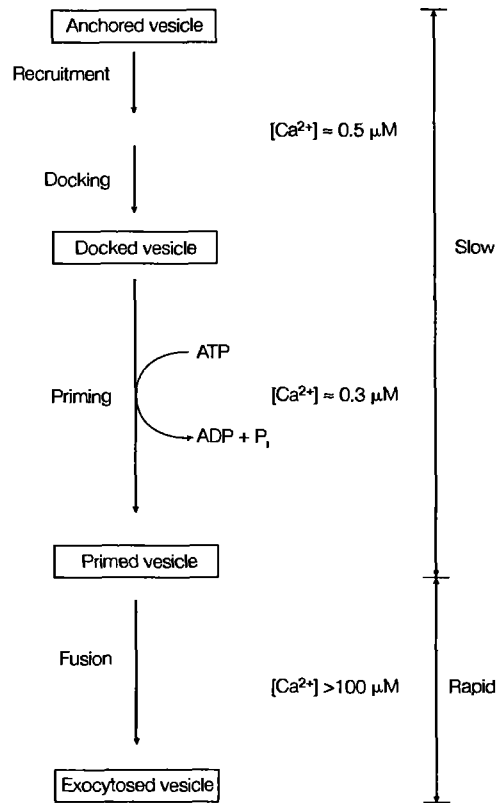 Anchored vesicle
Recruitment
[Ca²⁺] ≈ 0.5 μM
Docking
Docked vesicle
Slow
ATP
Priming
[Ca²⁺] ≈ 0.3 μM
ADP + Pᵢ
Primed vesicle
Fusion
[Ca²⁺] >100 μM
Rapid
Exocytosed vesicle